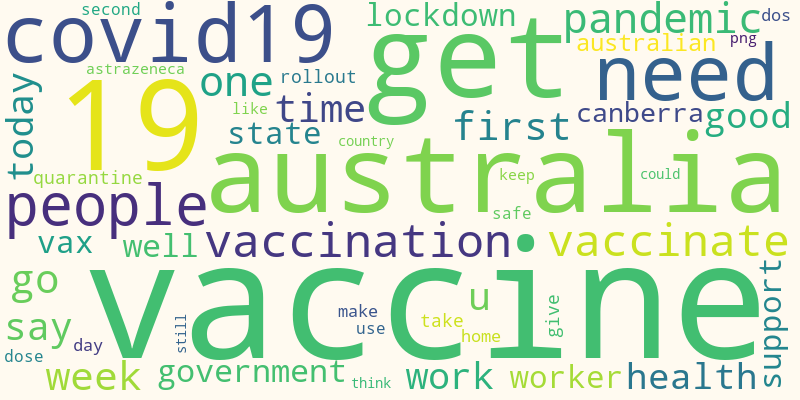 second
covid19
lockdown
pandemic
dos
get
australian
png
astrazeneca
one
rollout
need
today
19
like
time
state
first
canberra
good
country
australia
quarantine
people
keep
could
safe
vax
well
vaccination
vaccinate
go
vaccine
u
support
say
still
make
use
take
home
give
dose
day
week
government
think
work
worker
health